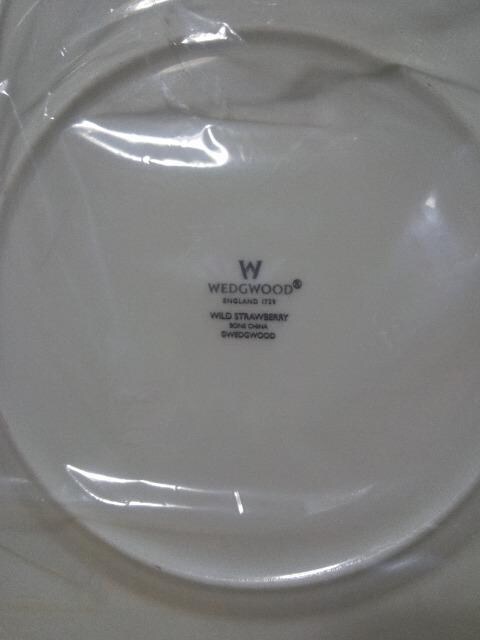 W
WEDGWOOD®
ENGLAND 1759
WILD STRAWBERRY
BONE CHINA
©WEDGWOOD